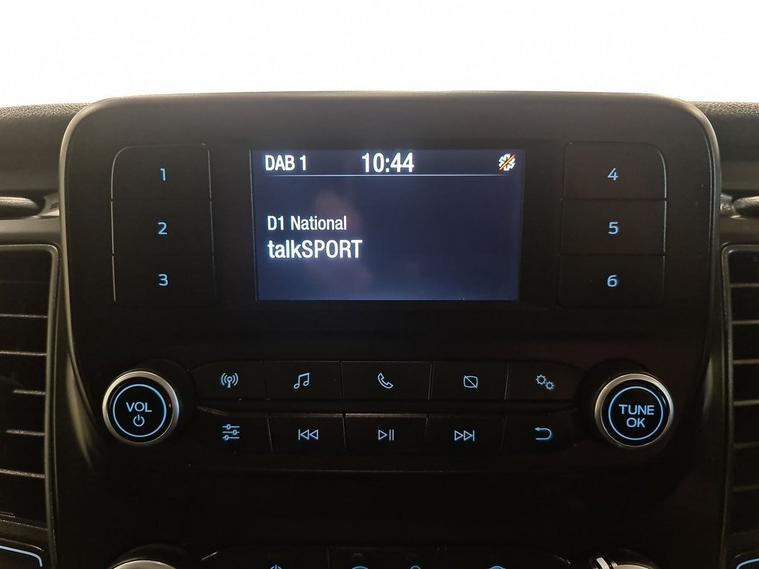 DAB 1 10:44
D1 National
talkSPORT
1
2
3
4
5
6
VOL
TUNE
OK